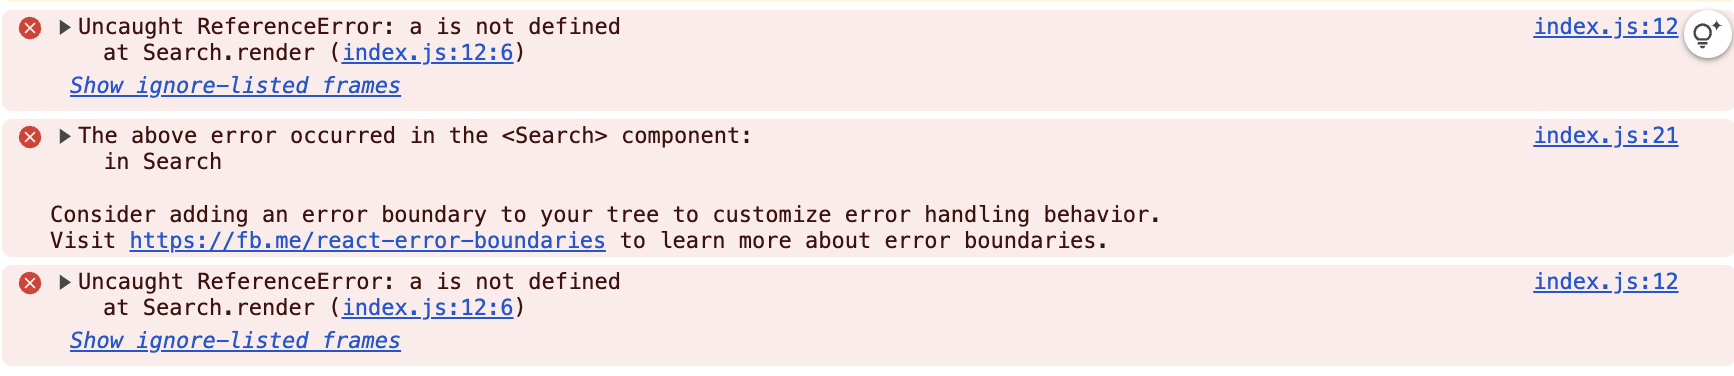 Uncaught ReferenceError: a is not defined index.js:12
at Search.render (index.js:12:6)
Show ignore-listed frames
The above error occurred in the <Search> component: index.js:21
in Search
Consider adding an error boundary to your tree to customize error handling behavior.
Visit https://fb.me/react-error-boundaries to learn more about error boundaries.
Uncaught ReferenceError: a is not defined index.js:12
at Search.render (index.js:12:6)
Show ignore-listed frames